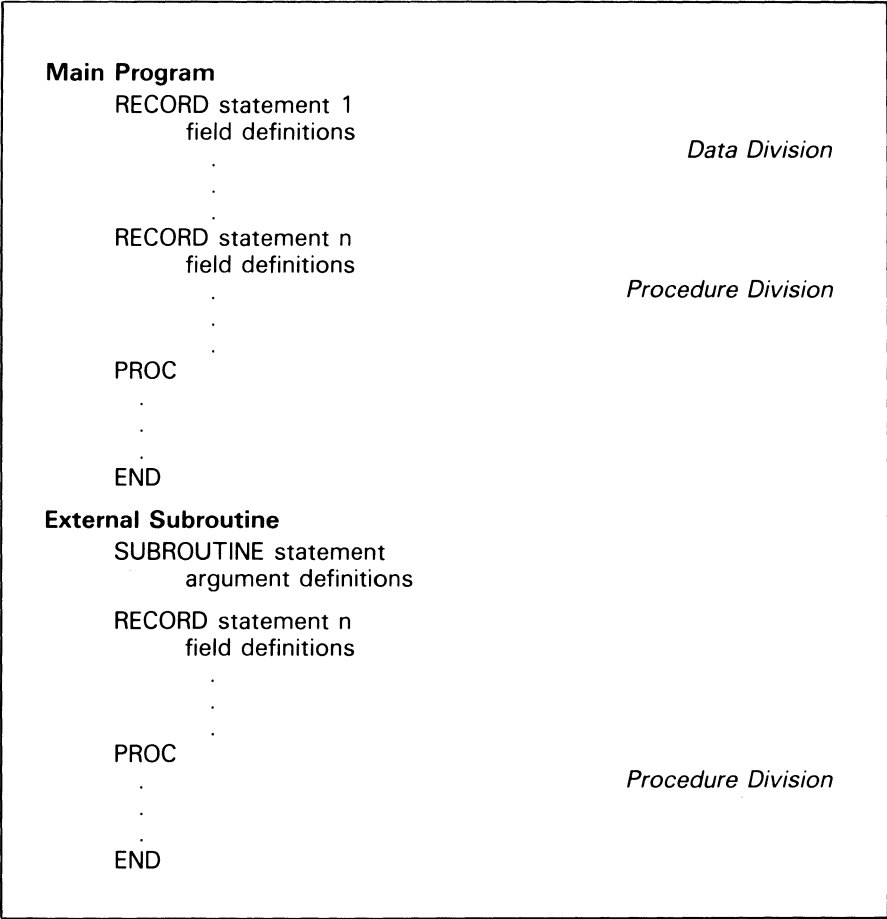 Main Program
RECORD statement 1
field definitions
Data Division
.
.
.
RECORD statement n
field definitions
Procedure Division
.
.
.
PROC
.
.
.
END
External Subroutine
SUBROUTINE statement
argument definitions
RECORD statement n
field definitions
.
.
.
PROC
Procedure Division
.
.
.
END